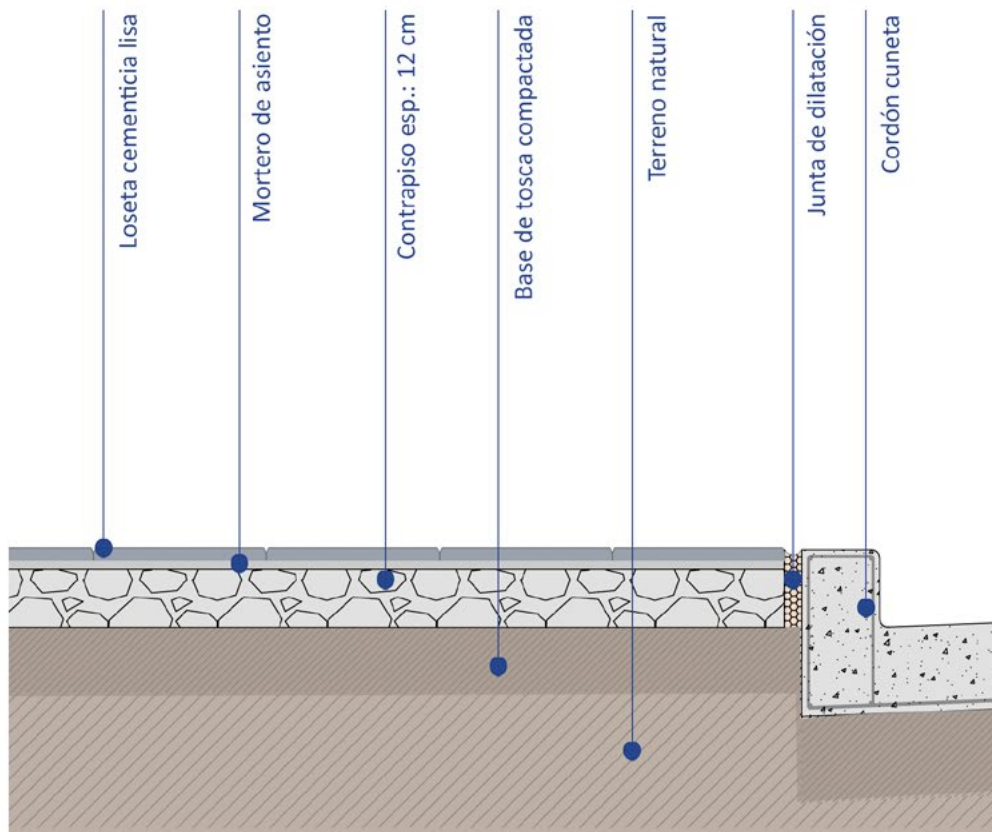 Loseta cementicia lisa
Mortero de asiento
Contrapiso esp.: 12 cm
Base de tosca compactada
Terreno natural
Junta de dilatación
Cordón cuneta